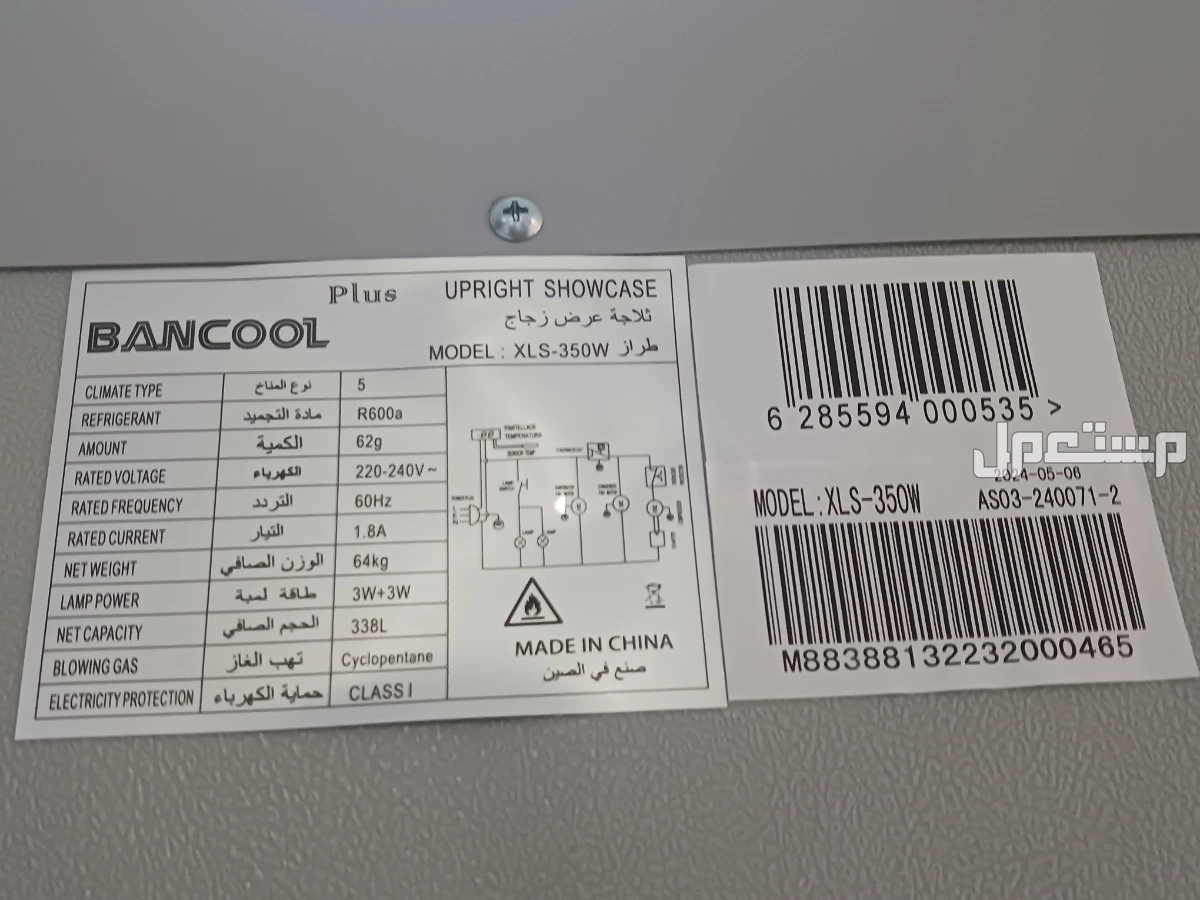 Plus
UPRIGHT SHOWCASE
BANCOOL
ثلاجة عرض زجاج
MODEL : XLS-350W طراز
CLIMATE TYPE نوع المناخ 5
REFRIGERANT مادة التجميد R600a
AMOUNT الكمية 62g
RATED VOLTAGE الكهرباء 220-240V~
RATED FREQUENCY التردد 60Hz
RATED CURRENT التيار 1.8A
NET WEIGHT الوزن الصافي 64kg
LAMP POWER طاقة لمبة 3W+3W
NET CAPACITY الحجم الصافي 338L
BLOWING GAS تهب الغاز Cyclopentane
ELECTRICITY PROTECTION حماية الكهرباء CLASS I
MADE IN CHINA
صنع في الصين
6 285594 000535 >
مستعمل
2024-05-06
MODEL:XLS-350W AS03-240071-2
M88388132232000465